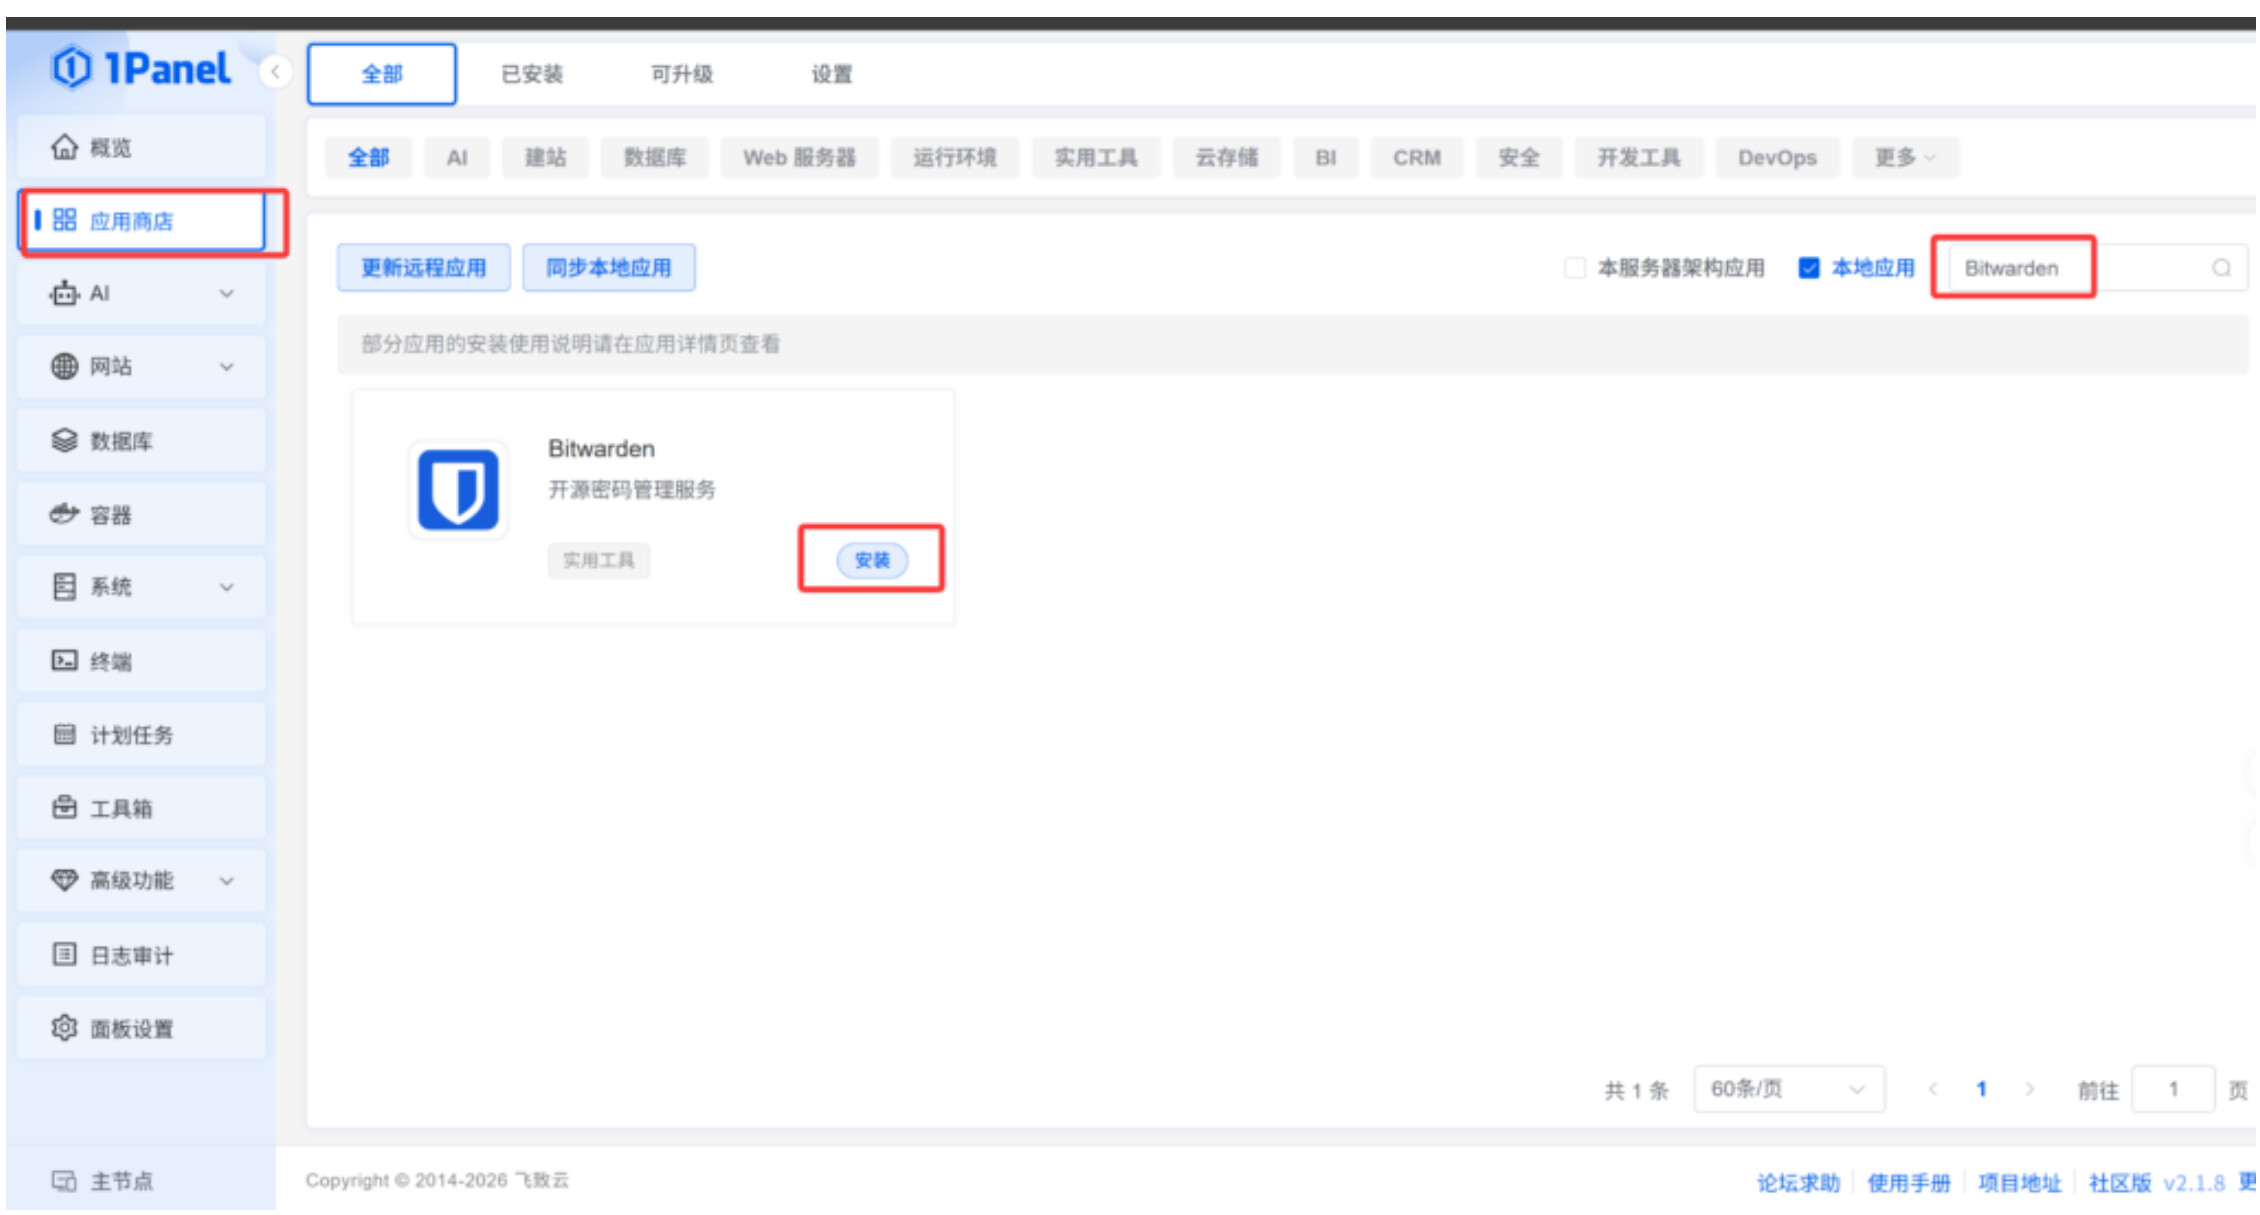 1Panel
全部 已安装 可升级 设置
概览
应用商店
AI
网站
数据库
容器
系统
终端
计划任务
工具箱
高级功能
日志审计
面板设置
主节点
全部 AI 建站 数据库 Web 服务器 运行环境 实用工具 云存储 BI CRM 安全 开发工具 DevOps 更多
更新远程应用 同步本地应用 本服务器架构应用 本地应用 Bitwarden
部分应用的安装使用说明请在应用详情页查看
Bitwarden
开源密码管理服务
实用工具 安装
共 1 条 60条/页 1 前往 1 页
Copyright © 2014-2026 飞致云 论坛求助 使用手册 项目地址 社区版 v2.1.8 更